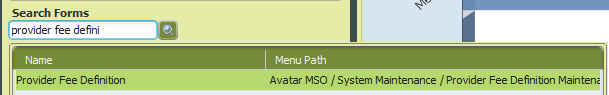 Search Forms
provider fee defini
Name Menu Path
Provider Fee Definition Avatar MSO / System Maintenance / Provider Fee Definition Maintena